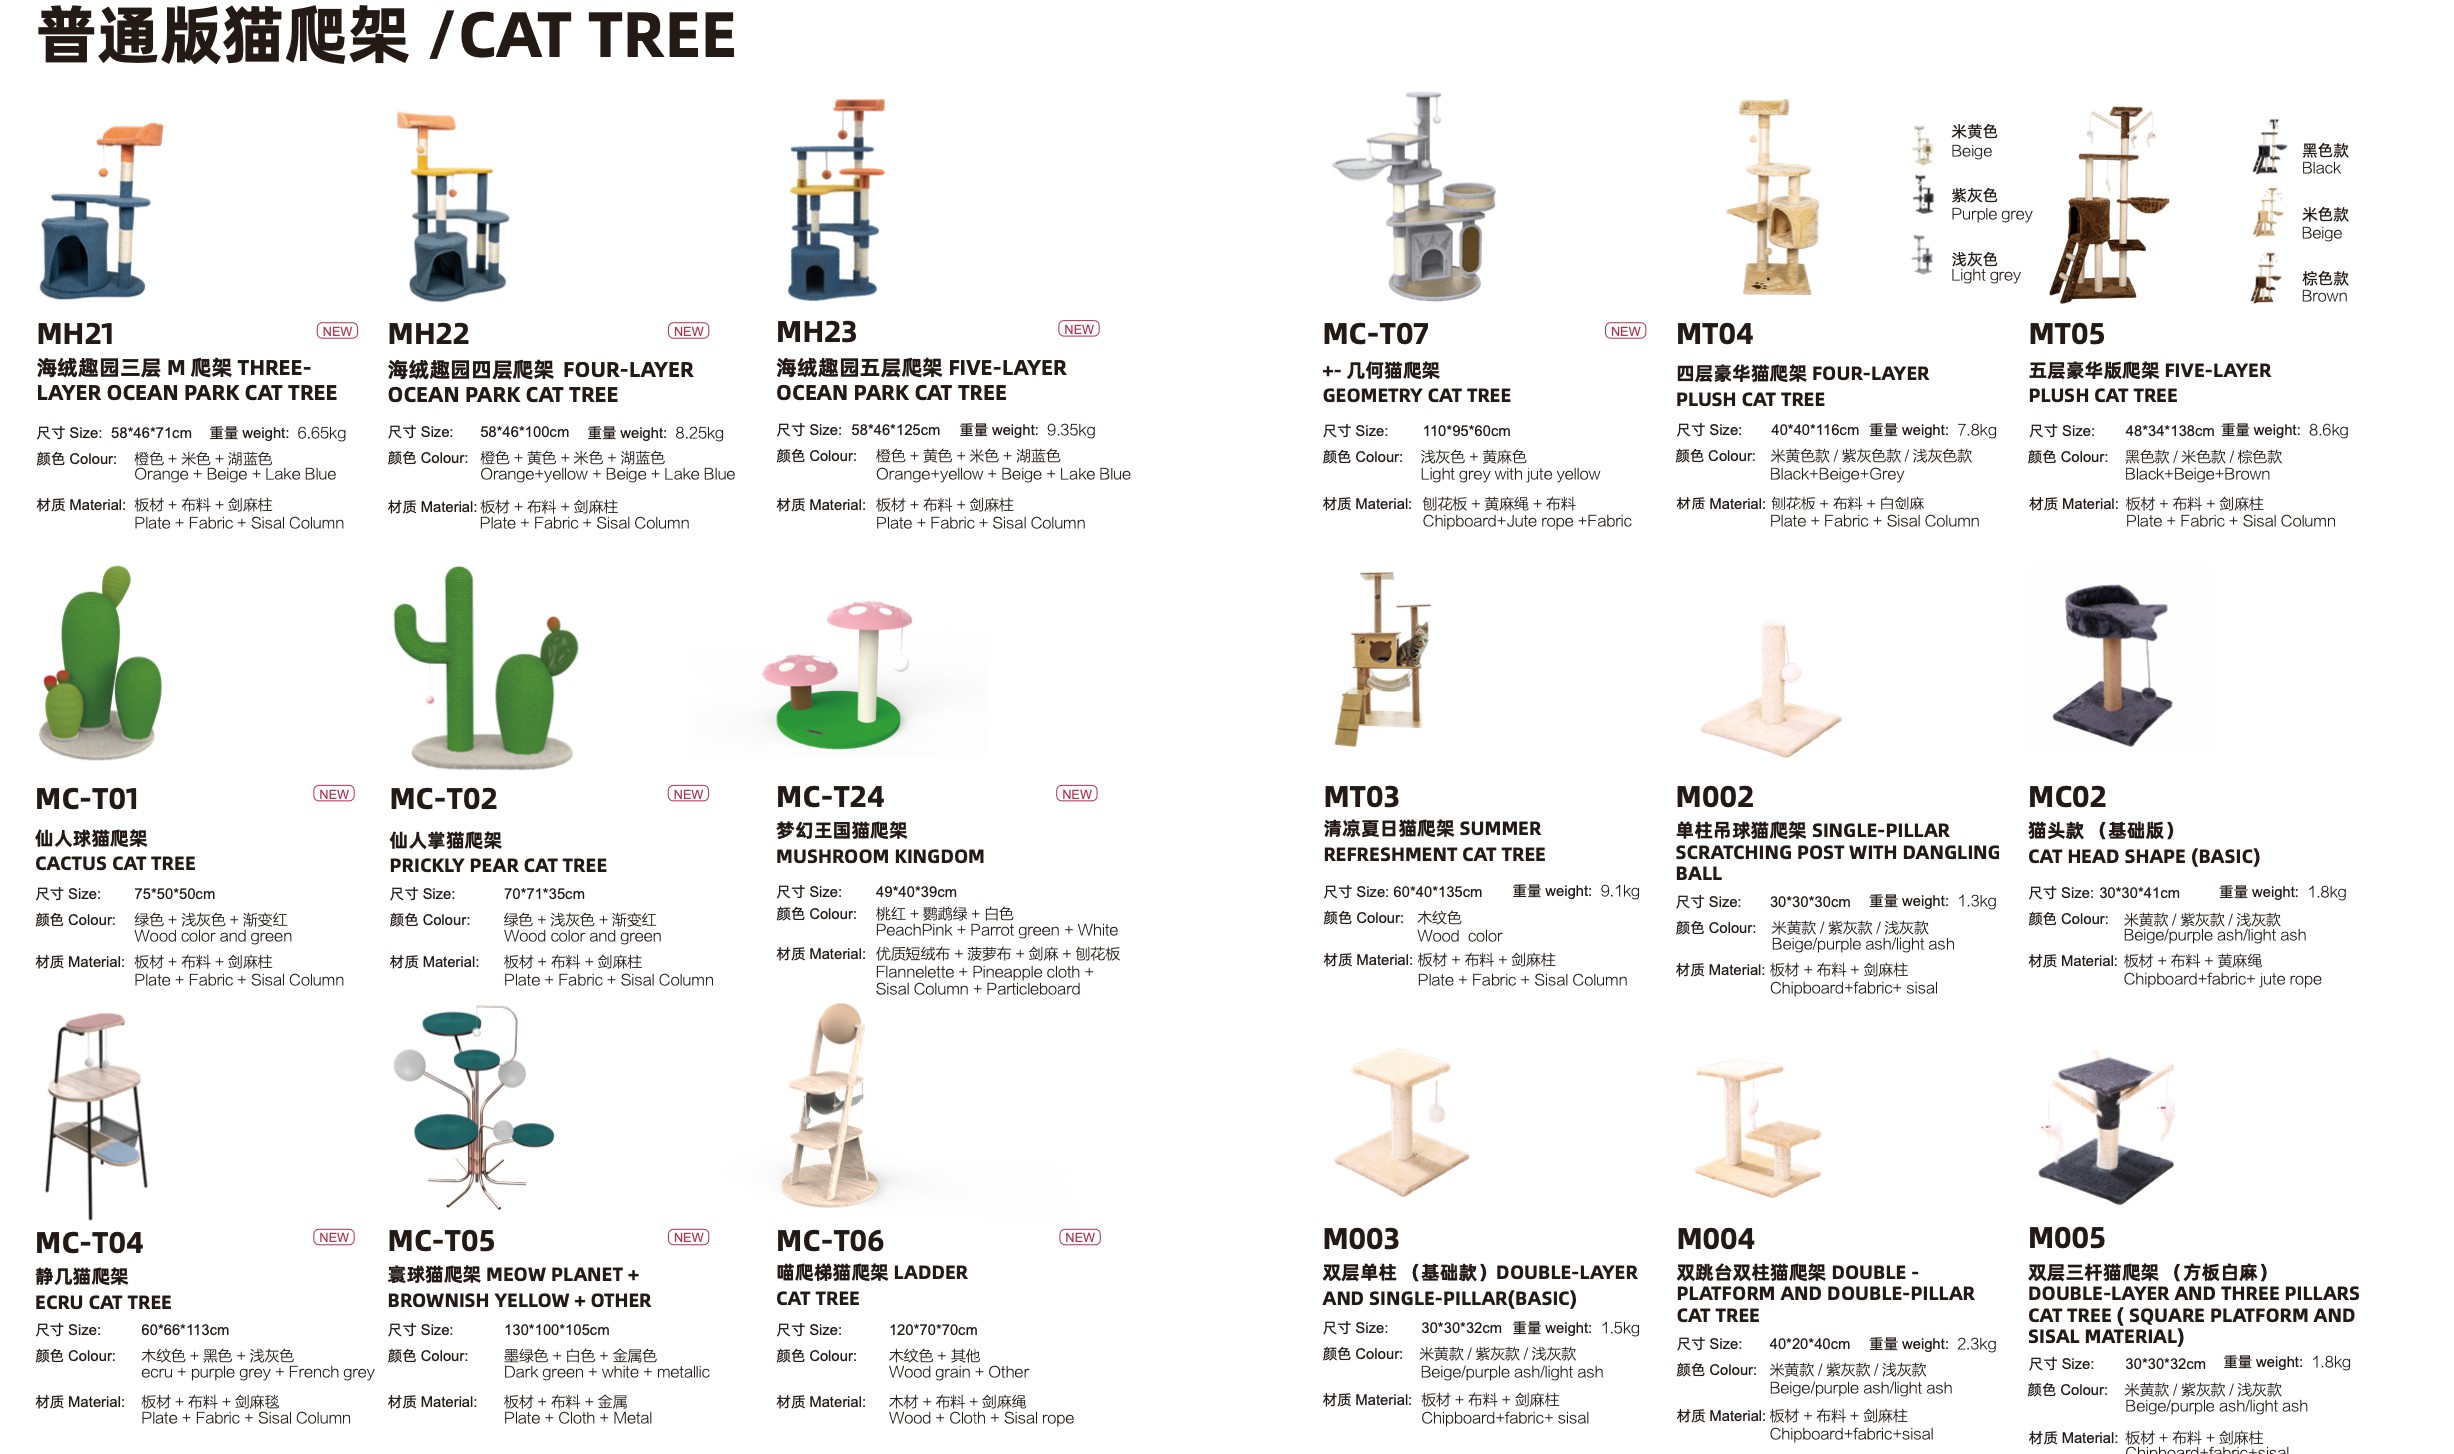 普通版猫爬架 /CAT TREE
米黄色
Beige
紫灰色
Purple grey
浅灰色
Light grey
黑色款
Black
米色款
Beige
棕色款
Brown
MH21 NEW
海绒趣园三层 M 爬架 THREE-
LAYER OCEAN PARK CAT TREE
尺寸 Size: 58*46*71cm 重量 weight: 6.65kg
颜色 Colour: 橙色 + 米色 + 湖蓝色
Orange + Beige + Lake Blue
材质 Material: 板材 + 布料 + 剑麻柱
Plate + Fabric + Sisal Column
MH22 NEW
海绒趣园四层爬架 FOUR-LAYER
OCEAN PARK CAT TREE
尺寸 Size: 58*46*100cm 重量 weight: 8.25kg
颜色 Colour: 橙色 + 黄色 + 米色 + 湖蓝色
Orange+yellow + Beige + Lake Blue
材质 Material: 板材 + 布料 + 剑麻柱
Plate + Fabric + Sisal Column
MH23 NEW
海绒趣园五层爬架 FIVE-LAYER
OCEAN PARK CAT TREE
尺寸 Size: 58*46*125cm 重量 weight: 9.35kg
颜色 Colour: 橙色 + 黄色 + 米色 + 湖蓝色
Orange+yellow + Beige + Lake Blue
材质 Material: 板材 + 布料 + 剑麻柱
Plate + Fabric + Sisal Column
MC-T07 NEW
+- 几何猫爬架
GEOMETRY CAT TREE
尺寸 Size: 110*95*60cm
颜色 Colour: 浅灰色 + 黄麻色
Light grey with jute yellow
材质 Material: 刨花板 + 黄麻绳 + 布料
Chipboard+Jute rope +Fabric
MT04
四层豪华猫爬架 FOUR-LAYER
PLUSH CAT TREE
尺寸 Size: 40*40*116cm 重量 weight: 7.8kg
颜色 Colour: 米黄色款 / 紫灰色款 / 浅灰色款
Black+Beige+Grey
材质 Material: 刨花板 + 布料 + 白剑麻
Plate + Fabric + Sisal Column
MT05
五层豪华版爬架 FIVE-LAYER
PLUSH CAT TREE
尺寸 Size: 48*34*138cm 重量 weight: 8.6kg
颜色 Colour: 黑色款 / 米色款 / 棕色款
Black+Beige+Brown
材质 Material: 板材 + 布料 + 剑麻柱
Plate + Fabric + Sisal Column
MC-T01 NEW
仙人球猫爬架
CACTUS CAT TREE
尺寸 Size: 75*50*50cm
颜色 Colour: 绿色 + 浅灰色 + 渐变红
Wood color and green
材质 Material: 板材 + 布料 + 剑麻柱
Plate + Fabric + Sisal Column
MC-T02 NEW
仙人掌猫爬架
PRICKLY PEAR CAT TREE
尺寸 Size: 70*71*35cm
颜色 Colour: 绿色 + 浅灰色 + 渐变红
Wood color and green
材质 Material: 板材 + 布料 + 剑麻柱
Plate + Fabric + Sisal Column
MC-T24 NEW
梦幻王国猫爬架
MUSHROOM KINGDOM
尺寸 Size: 49*40*39cm
颜色 Colour: 桃红 + 鹦鹉绿 + 白色
PeachPink + Parrot green + White
材质 Material: 优质短绒布 + 菠萝布 + 剑麻 + 刨花板
Flannelette + Pineapple cloth +
Sisal Column + Particleboard
MT03
清凉夏日猫爬架 SUMMER
REFRESHMENT CAT TREE
尺寸 Size: 60*40*135cm 重量 weight: 9.1kg
颜色 Colour: 木纹色
Wood color
材质 Material: 板材 + 布料 + 剑麻柱
Plate + Fabric + Sisal Column
M002
单柱吊球猫爬架 SINGLE-PILLAR
SCRATCHING POST WITH DANGLING
BALL
尺寸 Size: 30*30*30cm 重量 weight: 1.3kg
颜色 Colour: 米黄款 / 紫灰款 / 浅灰款
Beige/purple ash/light ash
材质 Material: 板材 + 布料 + 剑麻柱
Chipboard+fabric+ sisal
MC02
猫头款 （基础版）
CAT HEAD SHAPE (BASIC)
尺寸 Size: 30*30*41cm 重量 weight: 1.8kg
颜色 Colour: 米黄款 / 紫灰款 / 浅灰款
Beige/purple ash/light ash
材质 Material: 板材 + 布料 + 黄麻绳
Chipboard+fabric+ jute rope
MC-T04 NEW
静几猫爬架
ECRU CAT TREE
尺寸 Size: 60*66*113cm
颜色 Colour: 木纹色 + 黑色 + 浅灰色
ecru + purple grey + French grey
材质 Material: 板材 + 布料 + 剑麻毯
Plate + Fabric + Sisal Column
MC-T05 NEW
寰球猫爬架 MEOW PLANET +
BROWNISH YELLOW + OTHER
尺寸 Size: 130*100*105cm
颜色 Colour: 墨绿色 + 白色 + 金属色
Dark green + white + metallic
材质 Material: 板材 + 布料 + 金属
Plate + Cloth + Metal
MC-T06 NEW
喵爬梯猫爬架 LADDER
CAT TREE
尺寸 Size: 120*70*70cm
颜色 Colour: 木纹色 + 其他
Wood grain + Other
材质 Material: 木材 + 布料 + 剑麻绳
Wood + Cloth + Sisal rope
M003
双层单柱 （基础款）DOUBLE-LAYER
AND SINGLE-PILLAR(BASIC)
尺寸 Size: 30*30*32cm 重量 weight: 1.5kg
颜色 Colour: 米黄款 / 紫灰款 / 浅灰款
Beige/purple ash/light ash
材质 Material: 板材 + 布料 + 剑麻柱
Chipboard+fabric+ sisal
M004
双跳台双柱猫爬架 DOUBLE -
PLATFORM AND DOUBLE-PILLAR
CAT TREE
尺寸 Size: 40*20*40cm 重量 weight: 2.3kg
颜色 Colour: 米黄款 / 紫灰款 / 浅灰款
Beige/purple ash/light ash
材质 Material: 板材 + 布料 + 剑麻柱
Chipboard+fabric+sisal
M005
双层三杆猫爬架 （方板白麻）
DOUBLE-LAYER AND THREE PILLARS
CAT TREE ( SQUARE PLATFORM AND
SISAL MATERIAL)
尺寸 Size: 30*30*32cm 重量 weight: 1.8kg
颜色 Colour: 米黄款 / 紫灰款 / 浅灰款
Beige/purple ash/light ash
材质 Material: 板材 + 布料 + 剑麻柱
Chipboard+fabric+sisal